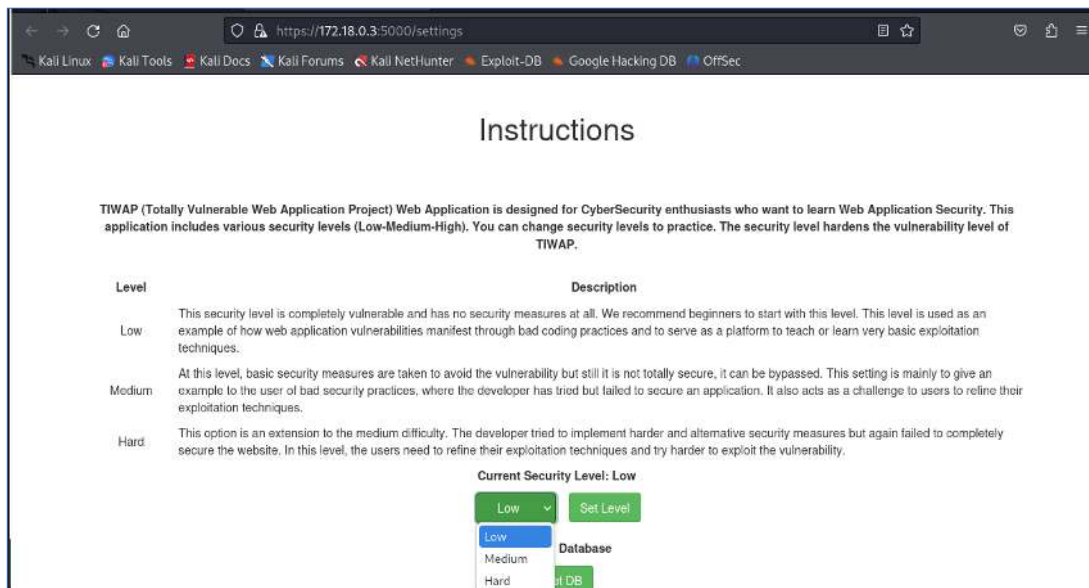 https://172.18.0.3:5000/settings
Kali Linux Kali Tools Kali Docs Kali Forums Kali NetHunter Exploit-DB Google Hacking DB OffSec
Instructions
TIWAP (Totally Vulnerable Web Application Project) Web Application is designed for CyberSecurity enthusiasts who want to learn Web Application Security. This
application includes various security levels (Low-Medium-High). You can change security levels to practice. The security level hardens the vulnerability level of
TIWAP.
Level Description
This security level is completely vulnerable and has no security measures at all. We recommend beginners to start with this level. This level is used as an
Low example of how web application vulnerabilities manifest through bad coding practices and to serve as a platform to teach or learn very basic exploitation
techniques.
At this level, basic security measures are taken to avoid the vulnerability but still it is not totally secure, it can be bypassed. This setting is mainly to give an
Medium example to the user of bad security practices, where the developer has tried but failed to secure an application. It also acts as a challenge to users to refine their
exploitation techniques.
This option is an extension to the medium difficulty. The developer tried to implement harder and alternative security measures but again failed to completely
Hard secure the website. In this level, the users need to refine their exploitation techniques and try harder to exploit the vulnerability.
Current Security Level: Low
Low Set Level
Low
Database
Medium
Hard DB